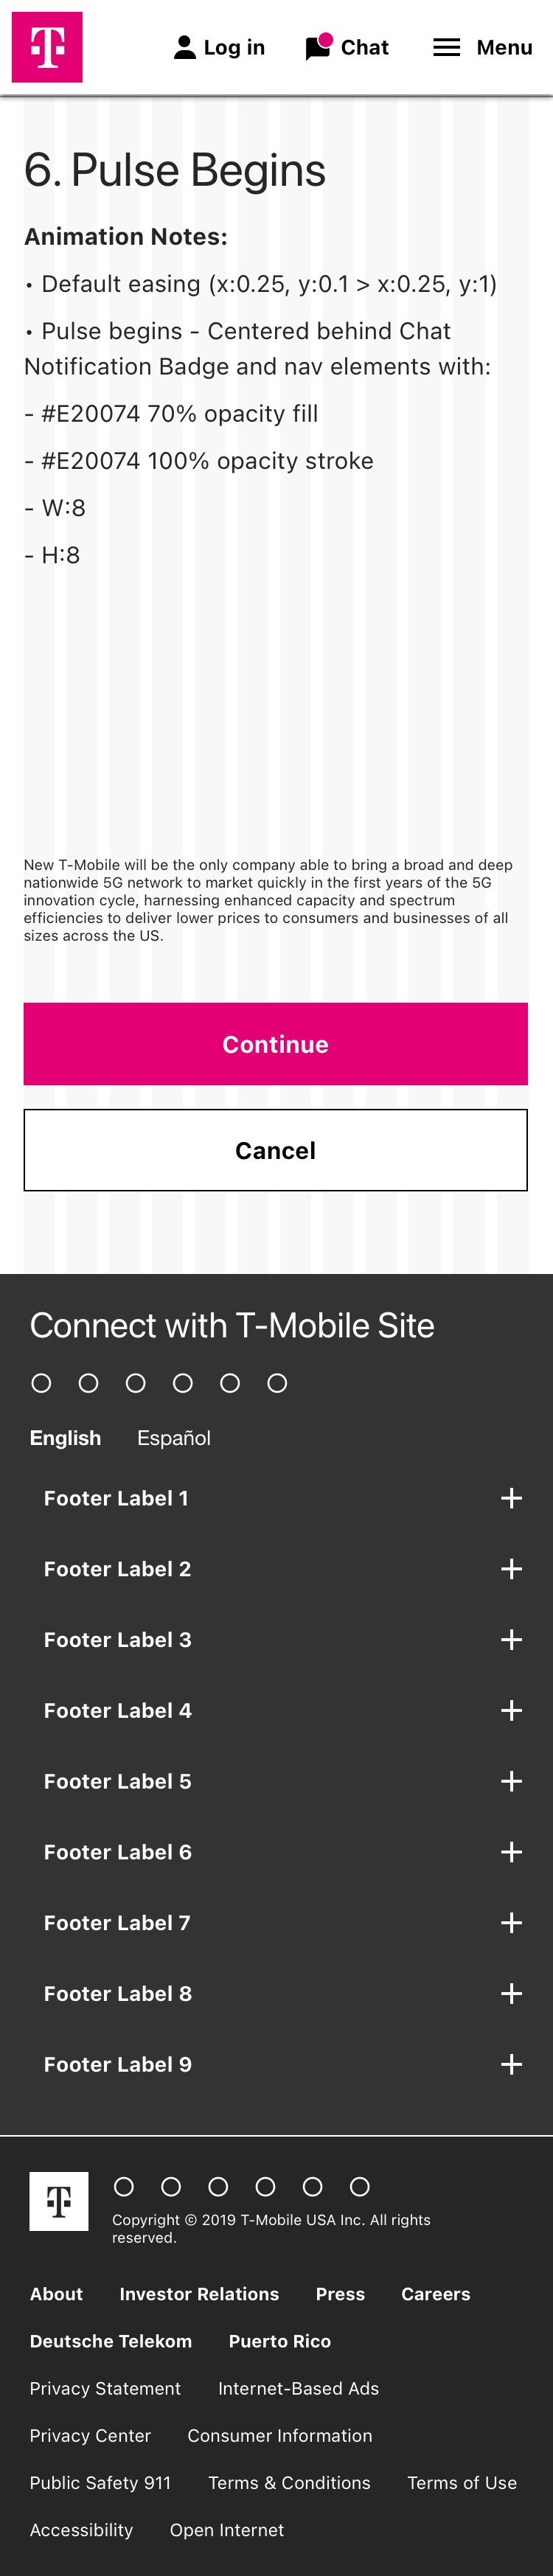 T
Log in
Chat
Menu
6. Pulse Begins
Animation Notes:
• Default easing (x:0.25, y:0.1 > x:0.25, y:1)
• Pulse begins - Centered behind Chat
Notification Badge and nav elements with:
- #E20074 70% opacity fill
- #E20074 100% opacity stroke
- W:8
- H:8
New T-Mobile will be the only company able to bring a broad and deep
nationwide 5G network to market quickly in the first years of the 5G
innovation cycle, harnessing enhanced capacity and spectrum
efficiencies to deliver lower prices to consumers and businesses of all
sizes across the US.
Continue
Cancel
Connect with T-Mobile Site
English Español
Footer Label 1
Footer Label 2
Footer Label 3
Footer Label 4
Footer Label 5
Footer Label 6
Footer Label 7
Footer Label 8
Footer Label 9
T
Copyright © 2019 T-Mobile USA Inc. All rights
reserved.
About Investor Relations Press Careers
Deutsche Telekom Puerto Rico
Privacy Statement Internet-Based Ads
Privacy Center Consumer Information
Public Safety 911 Terms & Conditions Terms of Use
Accessibility Open Internet